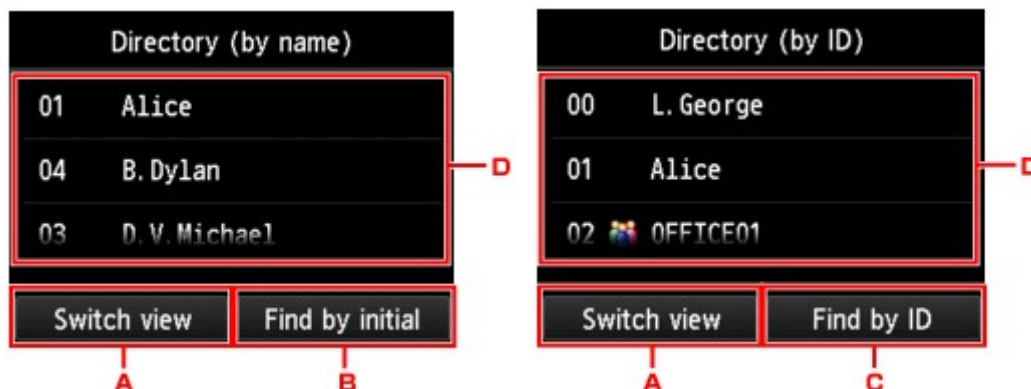 Directory (by name)
01 Alice
04 B.Dylan
03 D.V.Michael
Switch view
Find by initial
D
A
B
Directory (by ID)
00 L.George
01 Alice
02 OFFICE01
Switch view
Find by ID
D
A
C